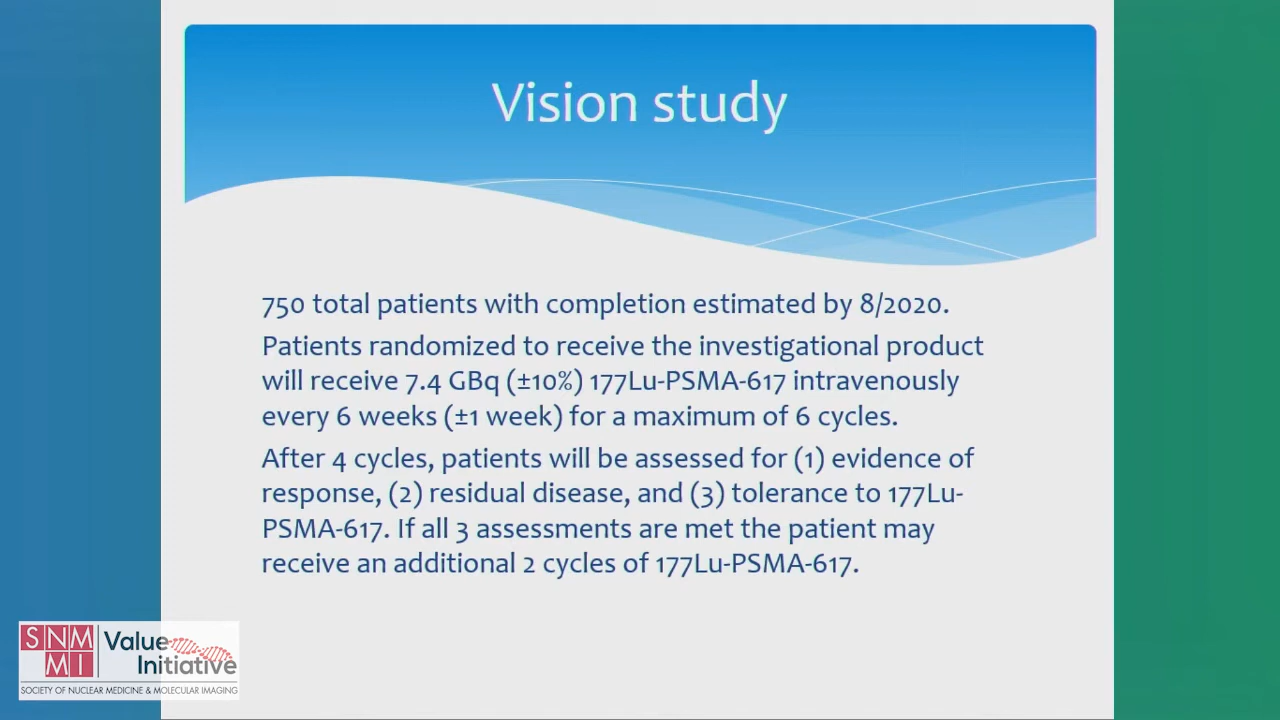 Vision study
750 total patients with completion estimated by 8/2020.
Patients randomized to receive the investigational product
will receive 7.4 GBq (±10%) 177Lu-PSMA-617 intravenously
every 6 weeks (±1 week) for a maximum of 6 cycles.
After 4 cycles, patients will be assessed for (1) evidence of
response, (2) residual disease, and (3) tolerance to 177Lu-
PSMA-617. If all 3 assessments are met the patient may
receive an additional 2 cycles of 177Lu-PSMA-617.
SNM
MI
Value
Initiative
SOCIETY OF NUCLEAR MEDICINE & MOLECULAR IMAGING